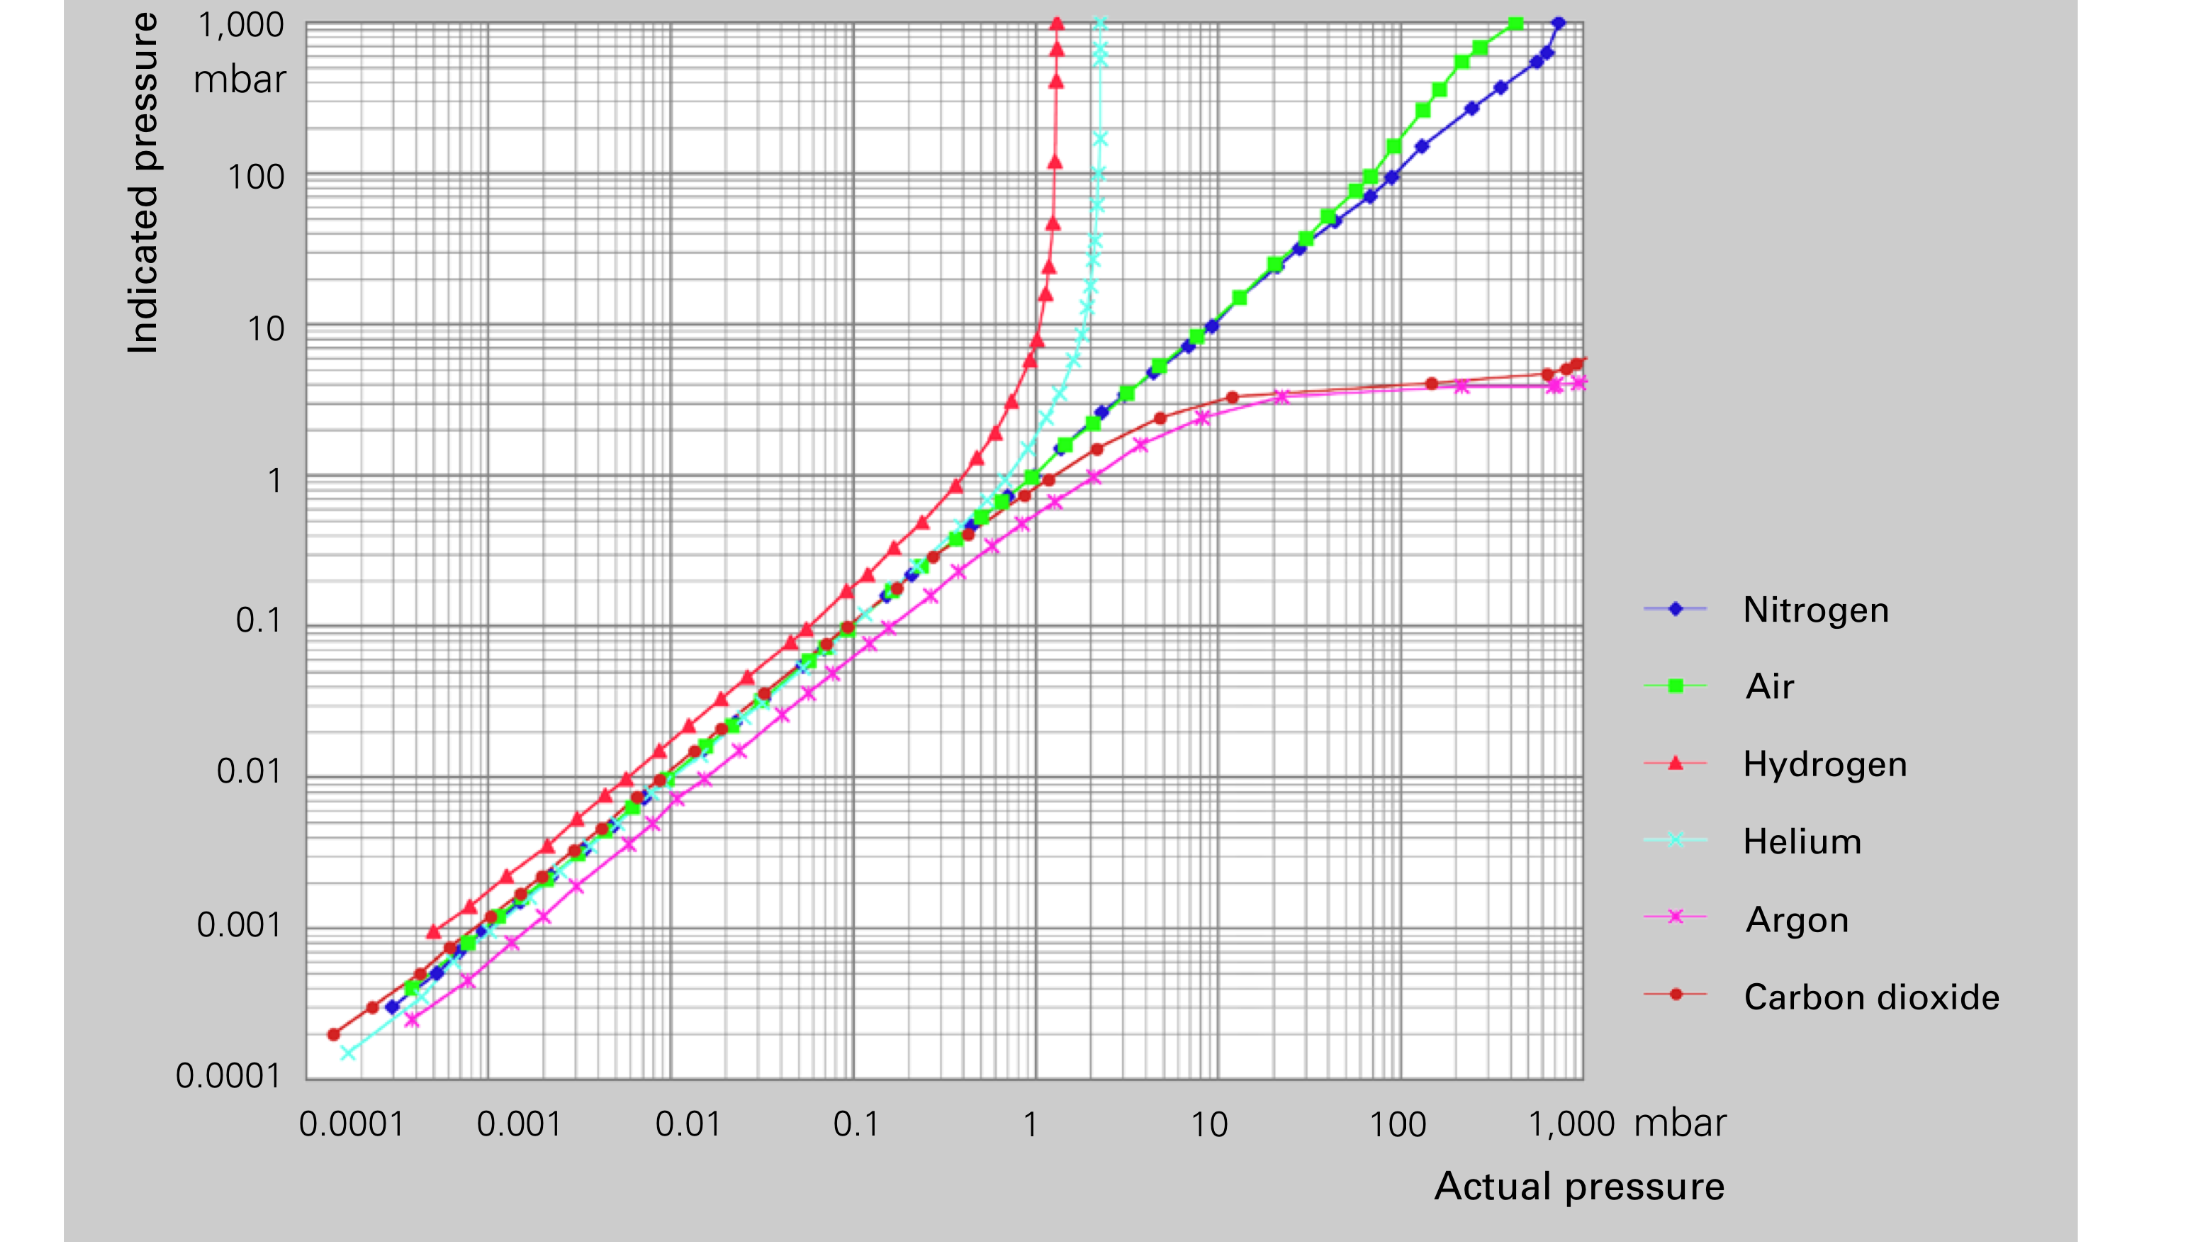 Indicated pressure
1,000
mbar
100
10
1
0.1
0.01
0.001
0.0001
0.0001 0.001 0.01 0.1 1 10 100 1,000 mbar
Actual pressure
Nitrogen
Air
Hydrogen
Helium
Argon
Carbon dioxide